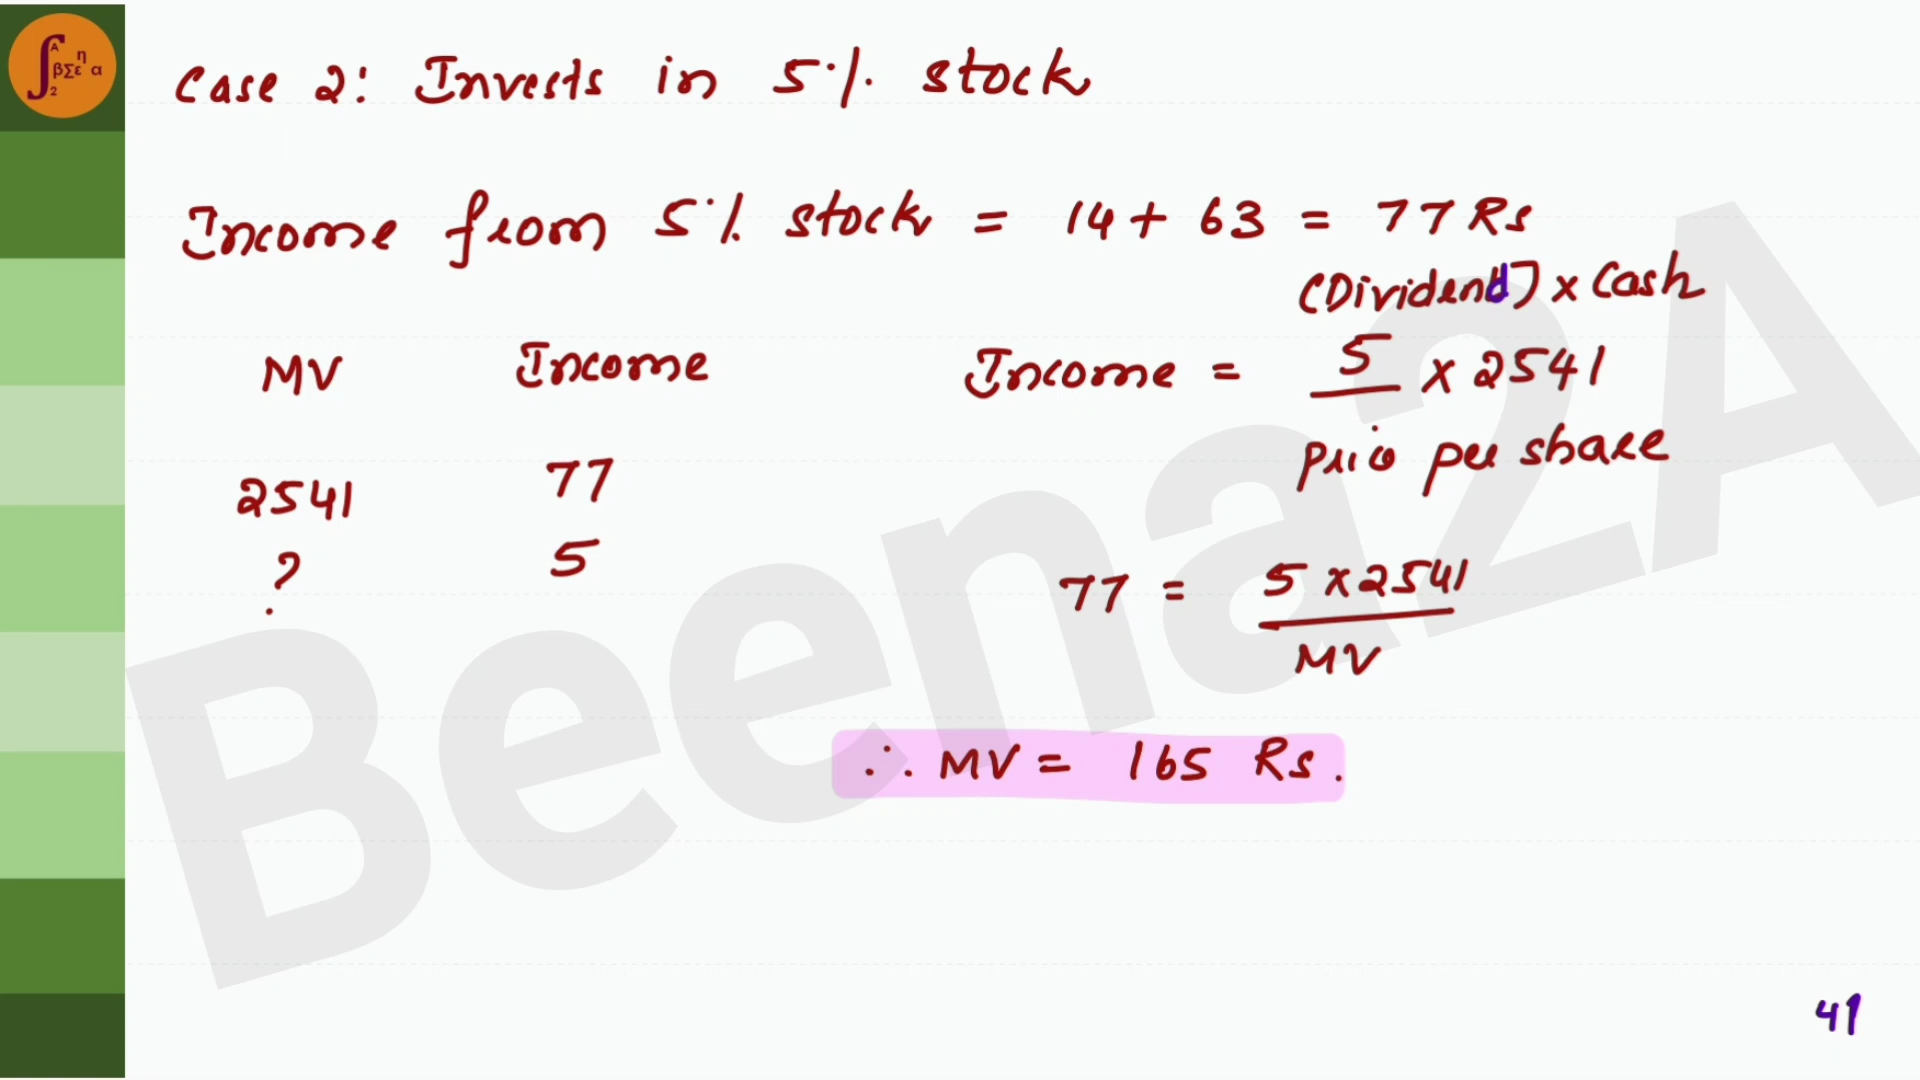 Case 2: Invests in 5% stock
Income from 5% stock = 14 + 63 = 77 Rs
(Dividend) x Cash
MV Income Income = 5 x 2541
Price per share
2541 77
? 5
77 = 5 x 2541
MV
∴ MV = 165 Rs.
Beena2A
41